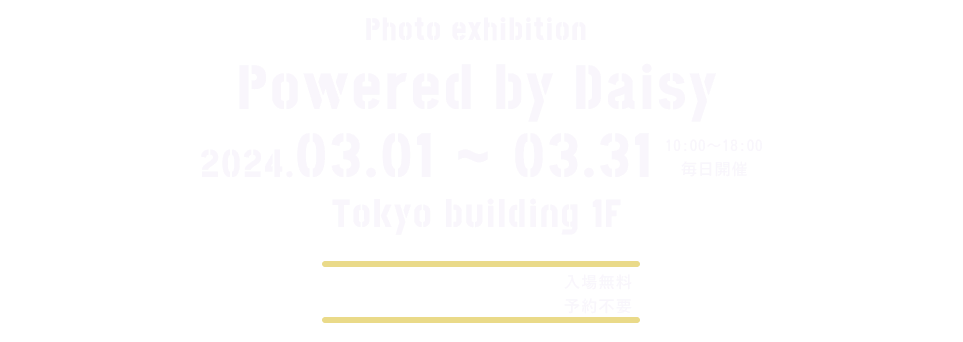 Photo exhibition
Powered by Daisy
2024.03.01 ~ 03.31
10:00〜18:00
毎日開催
Tokyo building 1F
入場無料
予約不要